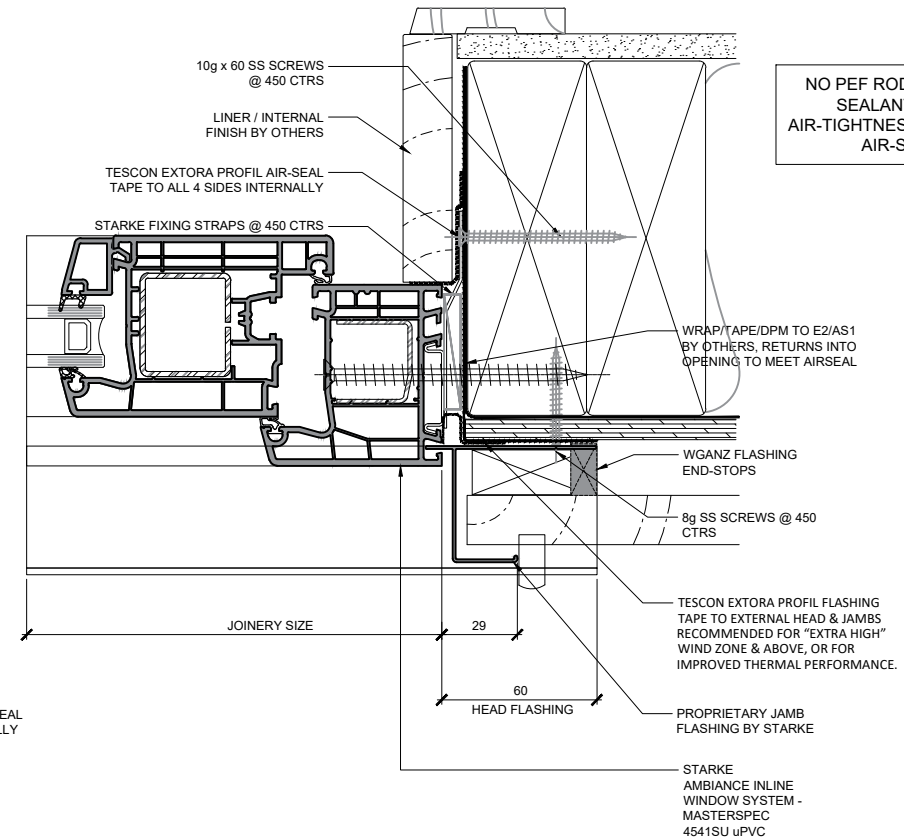 10g x 60 SS SCREWS
@ 450 CTRS
LINER / INTERNAL
FINISH BY OTHERS
TESCON EXTORA PROFIL AIR-SEAL
TAPE TO ALL 4 SIDES INTERNALLY
STARKE FIXING STRAPS @ 450 CTRS
NO PEF ROD
SEALANT
AIR-TIGHTNES
AIR-S
WRAP/TAPE/DPM TO E2/AS1
BY OTHERS, RETURNS INTO
OPENING TO MEET AIRSEAL
WGANZ FLASHING
END-STOPS
8g SS SCREWS @ 450
CTRS
TESCON EXTORA PROFIL FLASHING
TAPE TO EXTERNAL HEAD & JAMBS
RECOMMENDED FOR “EXTRA HIGH”
WIND ZONE & ABOVE, OR FOR
IMPROVED THERMAL PERFORMANCE.
JOINERY SIZE
29
60
HEAD FLASHING
EAL
LLY
PROPRIETARY JAMB
FLASHING BY STARKE
STARKE
AMBIANCE INLINE
WINDOW SYSTEM -
MASTERSPEC
4541SU uPVC